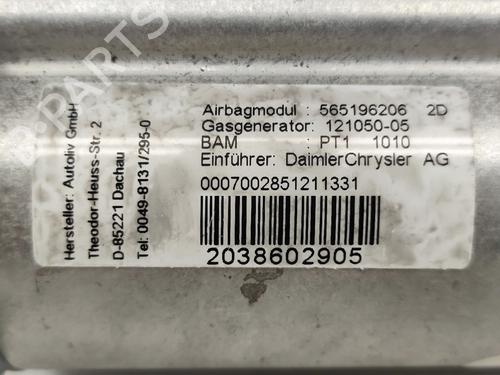 Hersteller: Autoliv GmbH
Theodor-Heuss-Str. 2
D-85221 Dachau
Tel: 0049-8131/295-0
Airbagmodul : 565196206 2D
Gasgenerator: 121050-05
BAM : PT1 1010
Einführer: DaimlerChrysler AG
0007002851211331
2038602905
PARTS